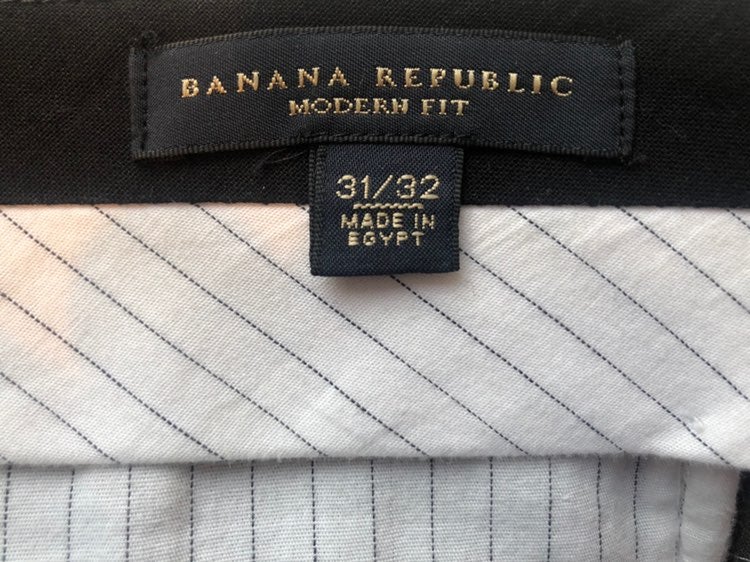 BANANA REPUBLIC
MODERN FIT
31/32
MADE IN
EGYPT